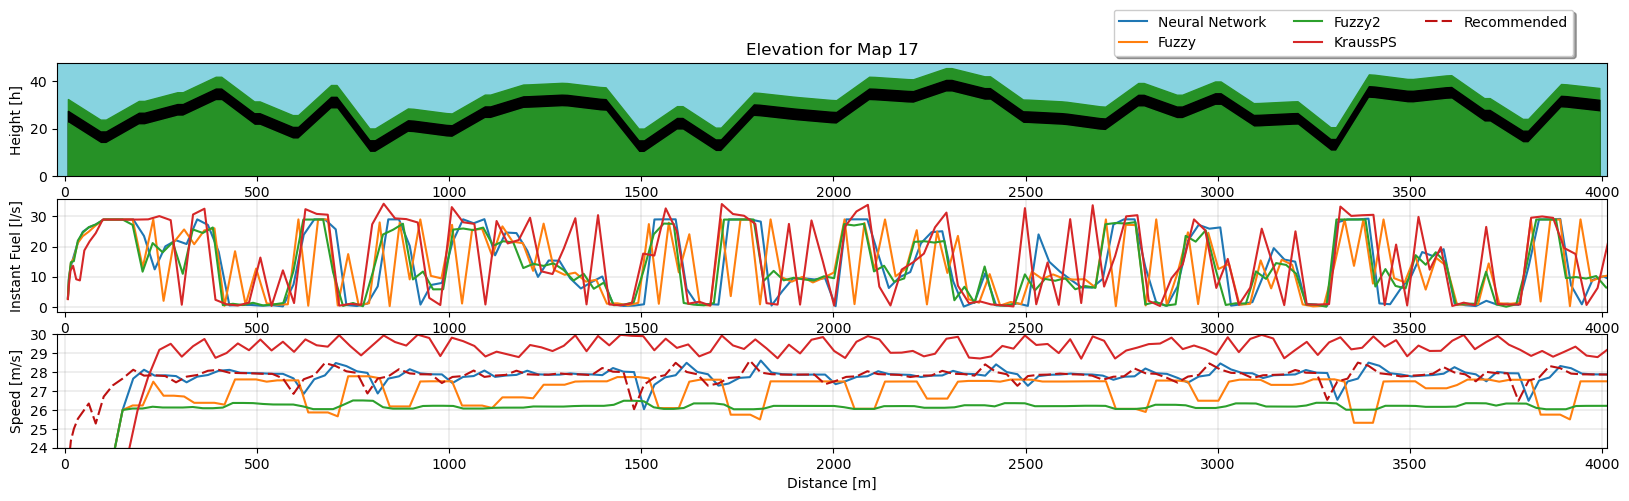 Neural Network Fuzzy2 Recommended
Fuzzy KraussPS
Elevation for Map 17
Height [h]
40
20
0
0 500 1000 1500 2000 2500 3000 3500 4000
Instant Fuel [l/s]
30
20
10
0
0 500 1000 1500 2000 2500 3000 3500 4000
Speed [m/s]
30
29
28
27
26
25
24
0 500 1000 1500 2000 2500 3000 3500 4000
Distance [m]